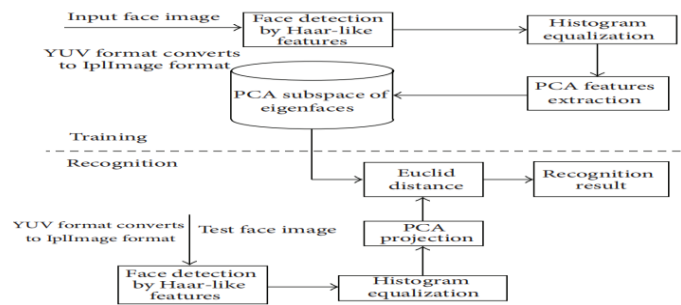 Input face image
YUV format converts
to IplImage format
Face detection
by Haar-like
features
Histogram
equalization
PCA features
extraction
PCA subspace of
eigenfaces
Training
Recognition
Euclid
distance
Recognition
result
YUV format converts
to IplImage format
Test face image
PCA
projection
Face detection
by Haar-like
features
Histogram
equalization